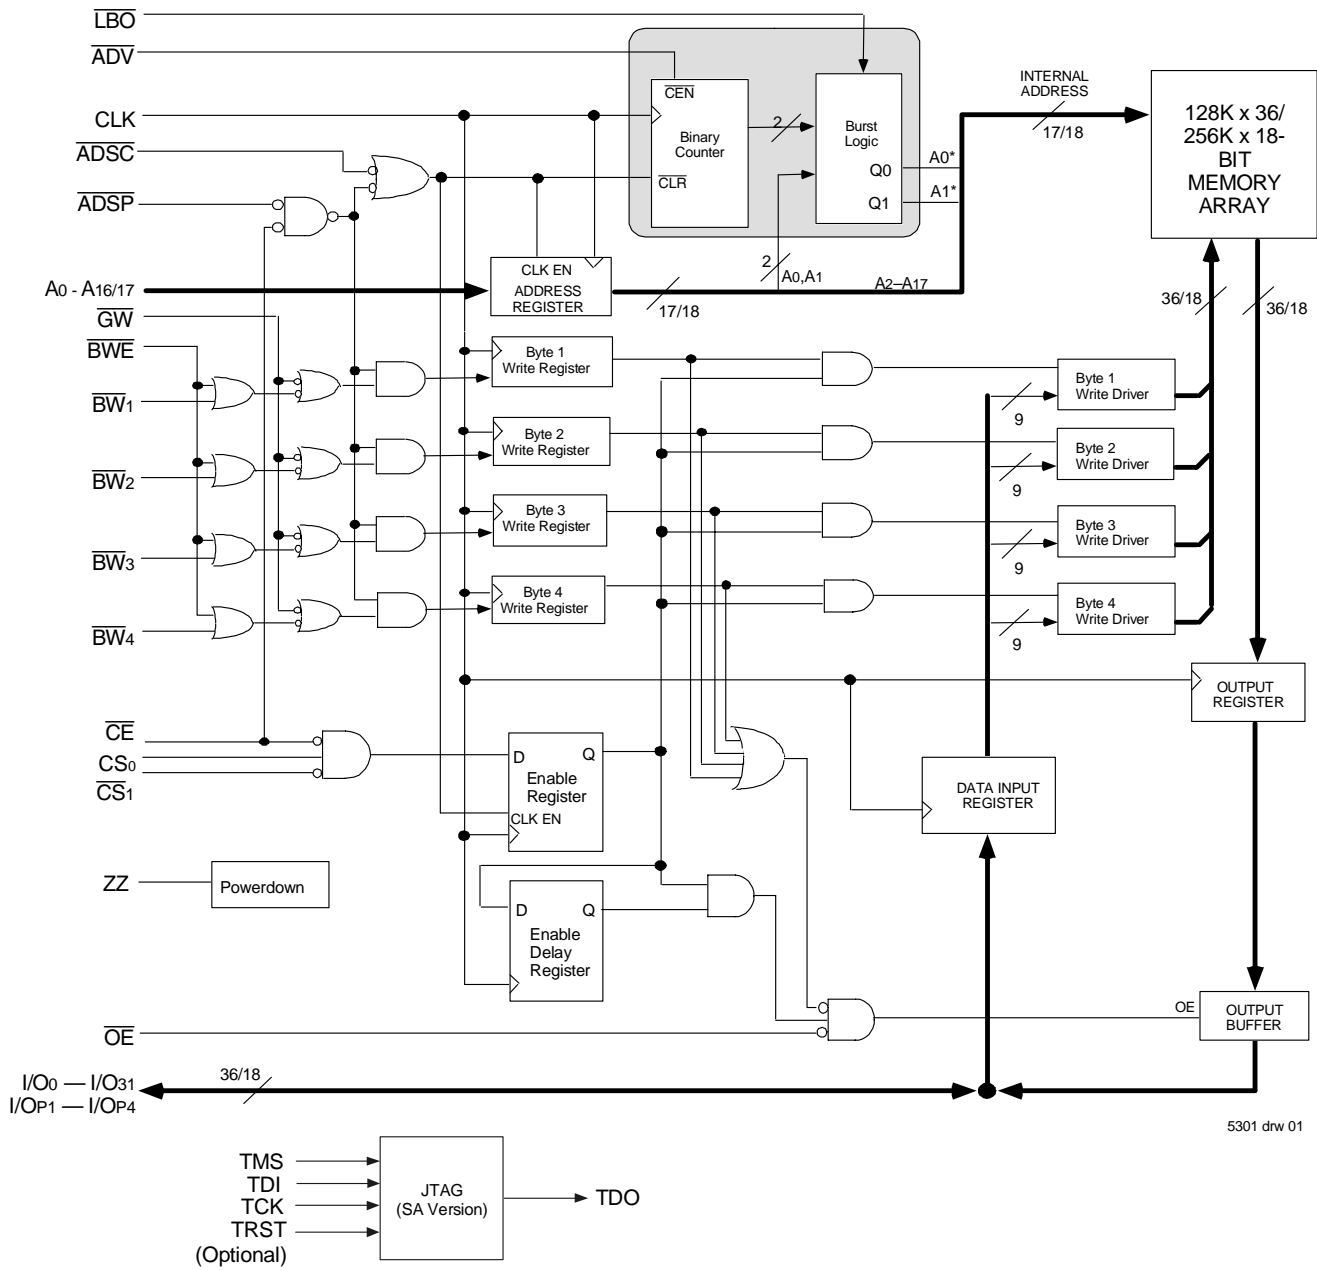 LBO
ADV
CLK
ADSC
ADSP
A0 - A16/17
GW
BWE
BW1
BW2
BW3
BW4
CE
CS0
CS1
ZZ
Powerdown
OE
I/O0 — I/O31
I/OP1 — I/OP4
36/18
CEN
Binary
Counter
CLR
2
Burst
Logic
Q0
Q1
A0*
A1*
INTERNAL
ADDRESS
17/18
128K x 36/
256K x 18-
BIT
MEMORY
ARRAY
CLK EN
ADDRESS
REGISTER
17/18
2
A0,A1
A2–A17
36/18
36/18
Byte 1
Write Register
Byte 2
Write Register
Byte 3
Write Register
Byte 4
Write Register
Byte 1
Write Driver
9
Byte 2
Write Driver
9
Byte 3
Write Driver
9
Byte 4
Write Driver
9
OUTPUT
REGISTER
D
Q
Enable
Register
CLK EN
DATA INPUT
REGISTER
D
Q
Enable
Delay
Register
OE
OUTPUT
BUFFER
5301 drw 01
TMS
TDI
TCK
TRST
(Optional)
JTAG
(SA Version)
TDO